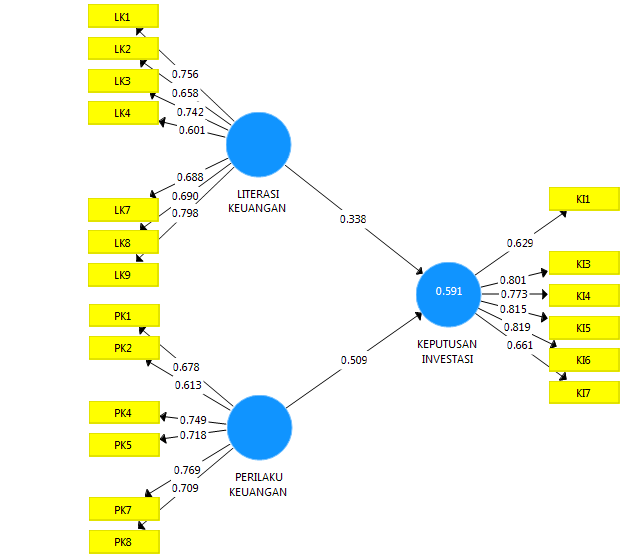 LK1
LK2
LK3
LK4
0.756
0.658
0.742
0.601
LITERASI
KEUANGAN
LK7
LK8
LK9
0.688
0.690
0.798
0.338
KI1
KI3
KI4
KI5
KI6
KI7
0.629
0.801
0.773
0.815
0.819
0.661
0.591
KEPUTUSAN
INVESTASI
0.509
PK1
PK2
PK4
PK5
PK7
PK8
0.678
0.613
0.749
0.718
0.769
0.709
PERILAKU
KEUANGAN